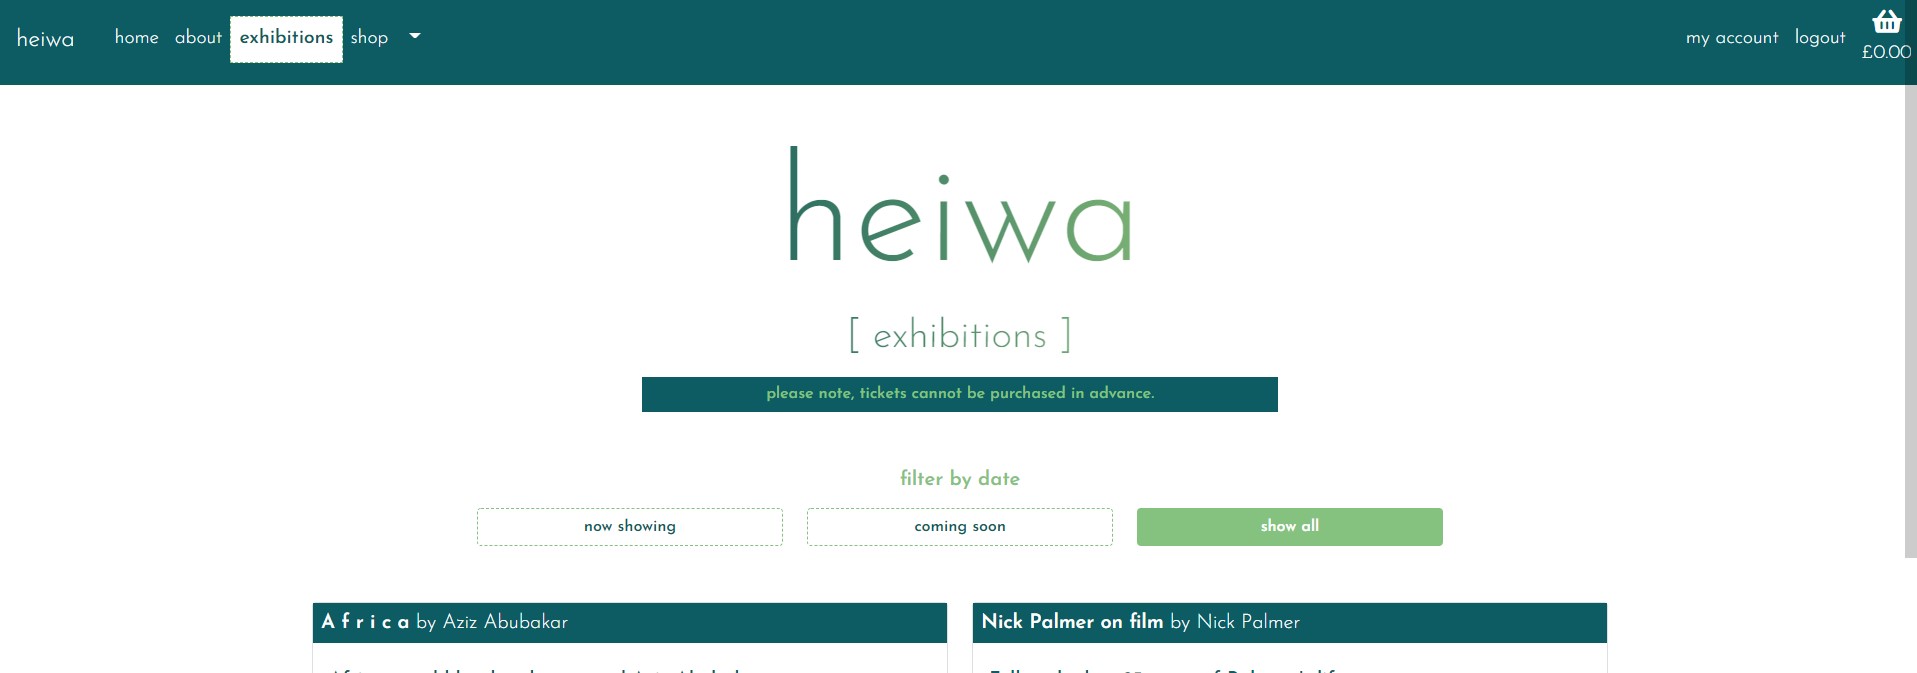 heiwa home about exhibitions shop my account logout
£0.00
heiwa
[ exhibitions ]
please note, tickets cannot be purchased in advance.
filter by date
now showing coming soon show all
A f r i c a by Aziz Abubakar
Nick Palmer on film by Nick Palmer